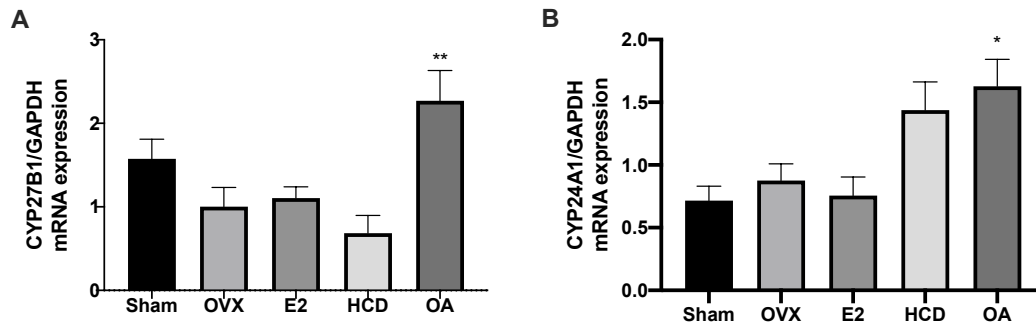 A
CYP27B1/GAPDH
mRNA expression
3
2
1
0
**
Sham
OVX
E2
HCD
OA
B
CYP24A1/GAPDH
mRNA expression
2.0
1.5
1.0
0.5
0.0
*
Sham
OVX
E2
HCD
OA